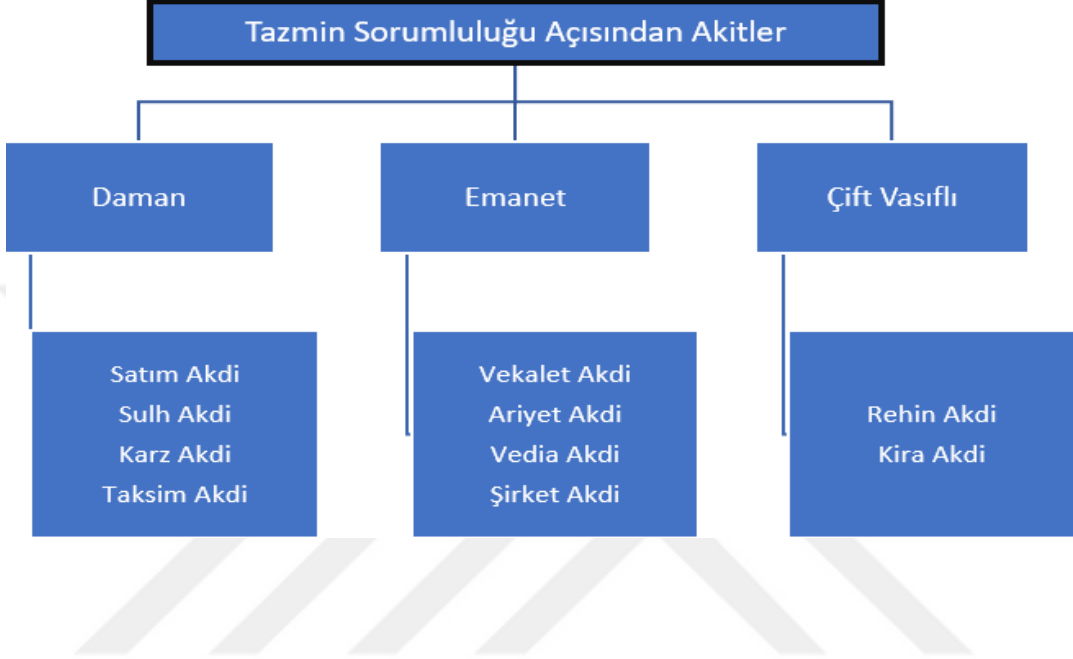 Tazmin Sorumluluğu Açısından Akitler
Daman
Emanet
Çift Vasıflı
Satım Akdi
Sulh Akdi
Karz Akdi
Taksim Akdi
Vekalet Akdi
Ariyet Akdi
Vedia Akdi
Şirket Akdi
Rehin Akdi
Kira Akdi